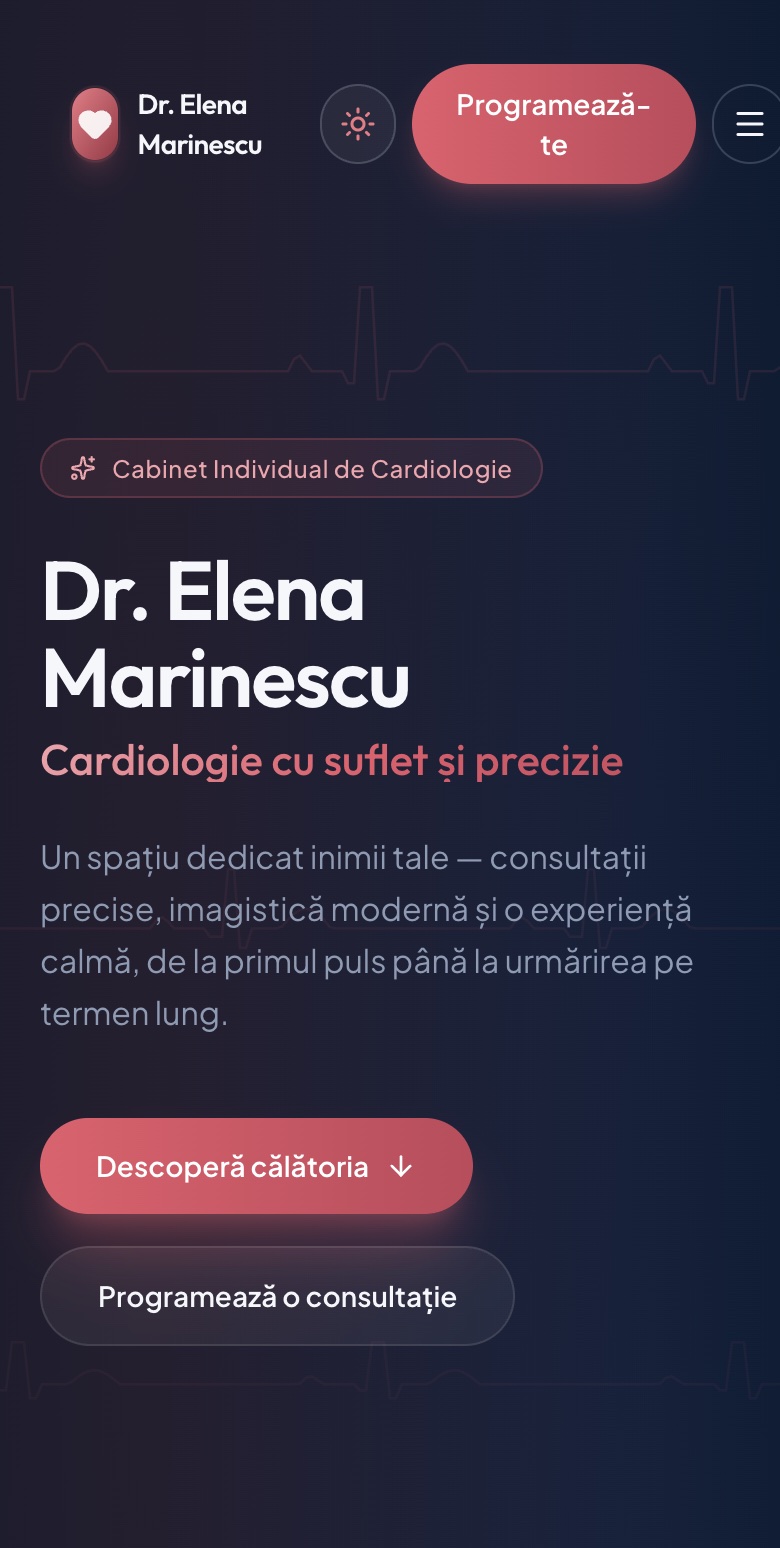 Dr. Elena
Marinescu
Programează-
te
Cabinet Individual de Cardiologie
Dr. Elena
Marinescu
Cardiologie cu suflet și precizie
Un spațiu dedicat inimii tale — consultații
precise, imagistică modernă și o experiență
calmă, de la primul puls până la urmărirea pe
termen lung.
Descoperă călătoria
Programează o consultație